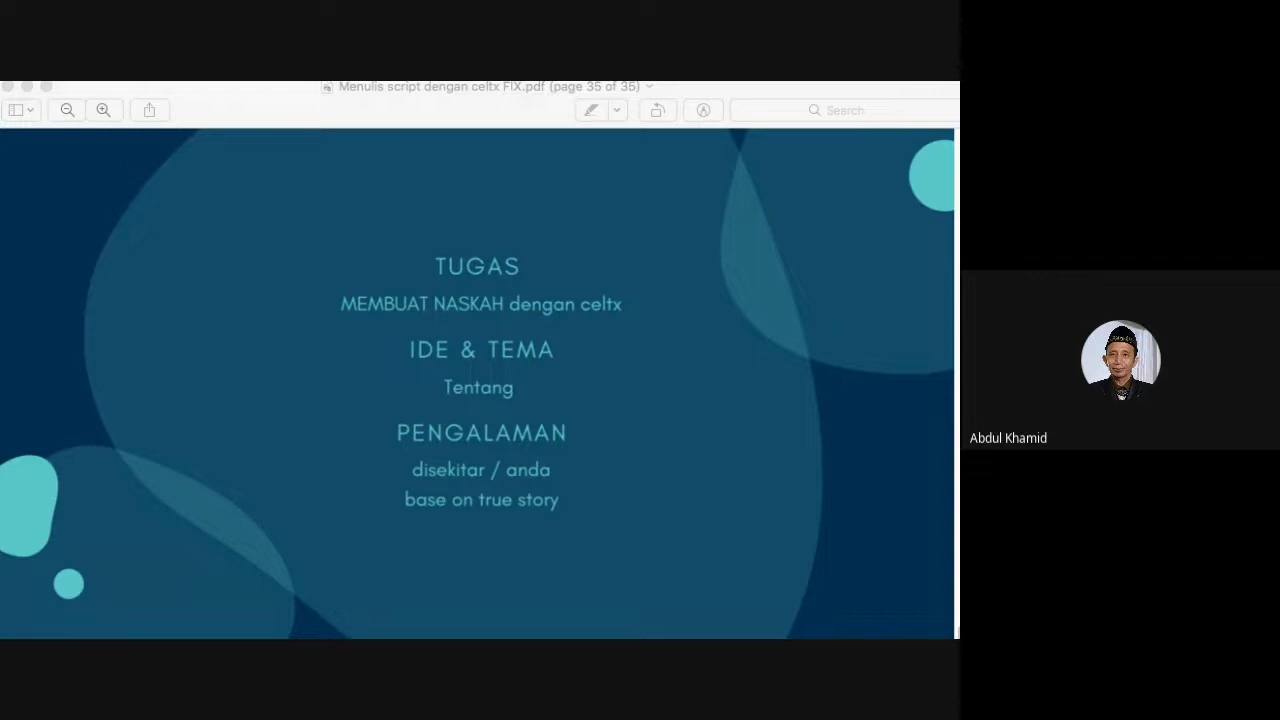 Menulis script dengan celtx FIX.pdf (page 35 of 35)
Search
TUGAS
MEMBUAT NASKAH dengan celtx
IDE & TEMA
Tentang
PENGALAMAN
disekitar / anda
base on true story
Abdul Khamid